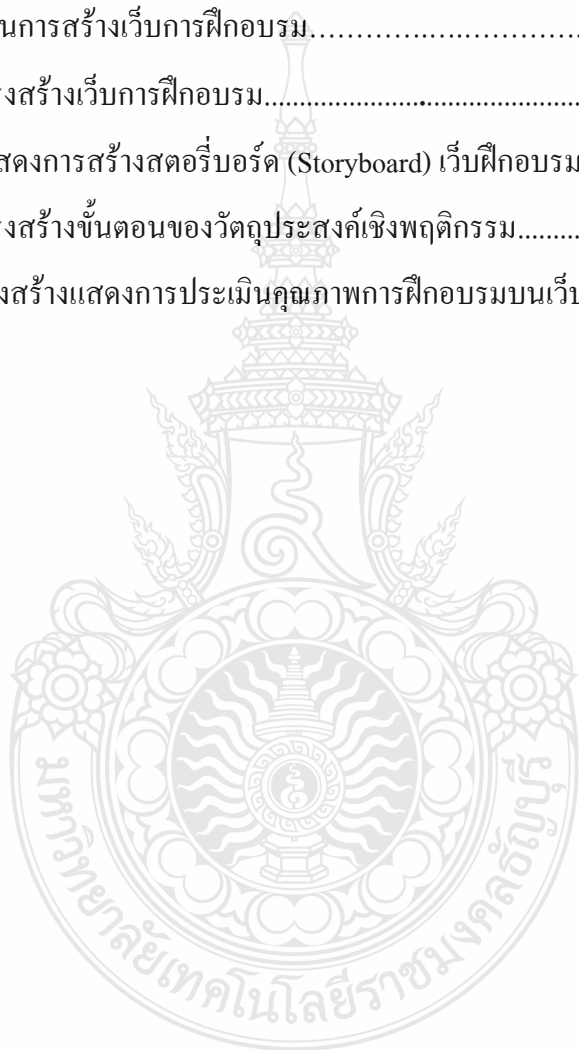 นการสร้างเว็บการฝึกอบรม……………..…..………….
งสร้างเว็บการฝึกอบรม..........................................................
สดงการสร้างสตอรี่บอร์ด (Storyboard) เว็บฝึกอบรม
งสร้างขั้นตอนของวัตถุประสงค์เชิงพฤติกรรม.........
งสร้างแสดงการประเมินคุณภาพการฝึกอบรมบนเว็บ
มหาวิทยาลัยเทคโนโลยีราชมงคลธัญบุรี